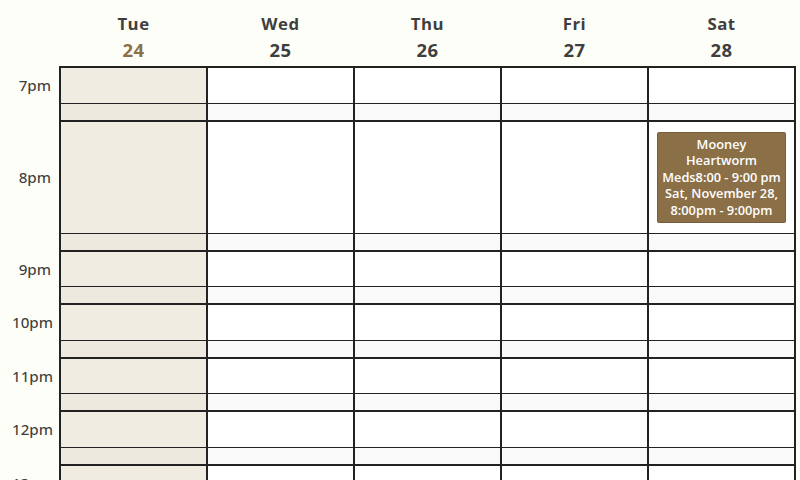 Tue Wed Thu Fri Sat
24 25 26 27 28
7pm
8pm
Mooney
Heartworm
Meds8:00 - 9:00 pm
Sat, November 28,
8:00pm - 9:00pm
9pm
10pm
11pm
12pm